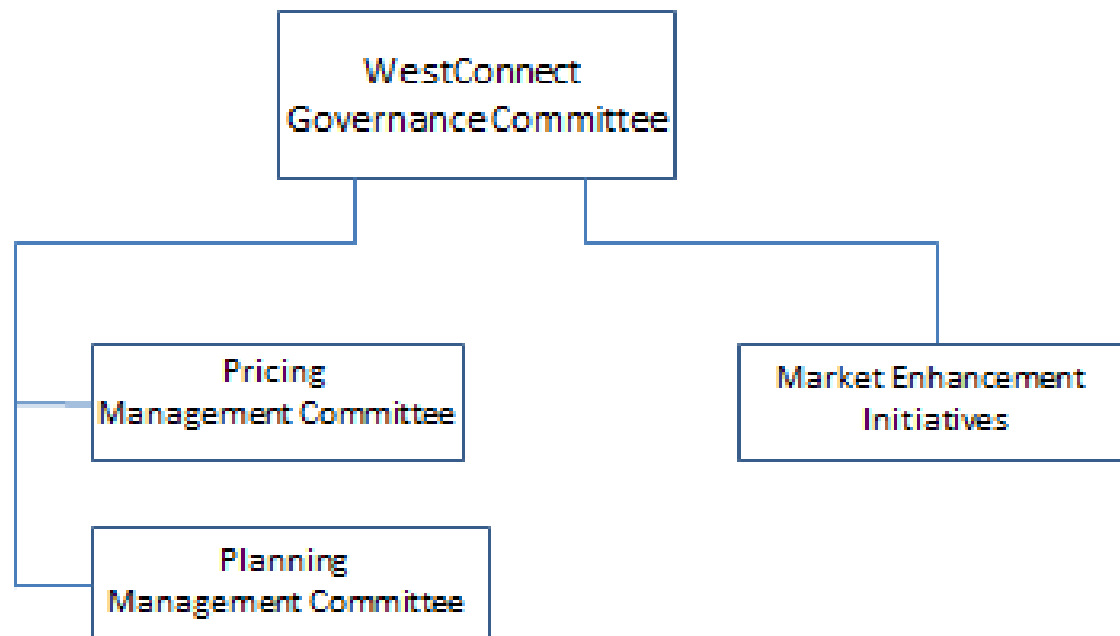 WestConnect
Governance Committee
Pricing
Management Committee
Market Enhancement
Initiatives
Planning
Management Committee